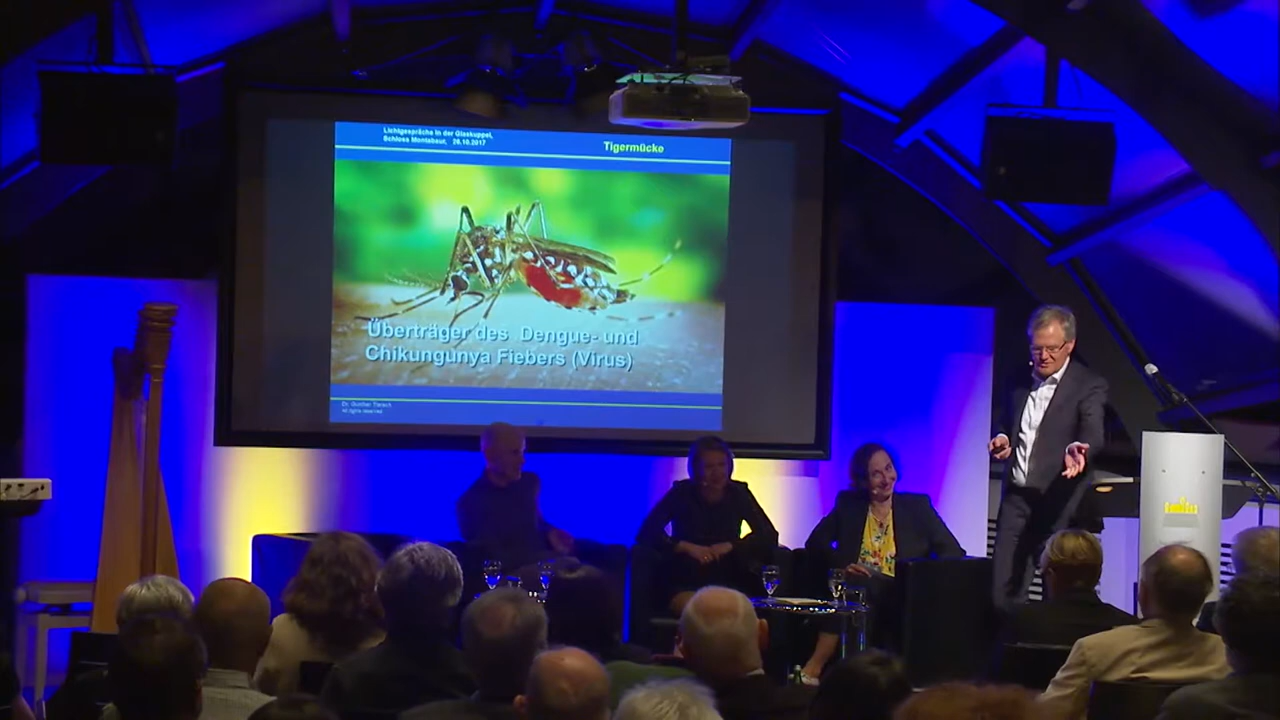 Lichtgespräche in der Glaskuppel,
Schloss Montabaur, 26.10.2017
Tigermücke
Überträger des Dengue- und
Chikungunya Fiebers (Virus)
Dr. Gunther Tiersch
All rights reserved